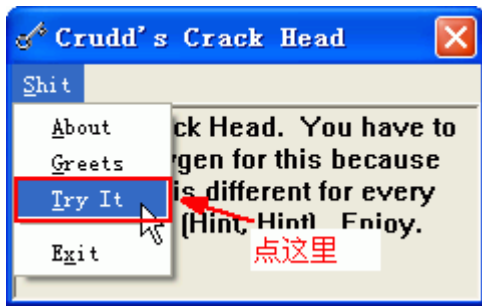 Crudd's Crack Head
Shit
About
ck Head. You have to
Greets
ygen for this because
Try It
is different for every
(Hint, Hint). Enjoy.
Exit
点这里